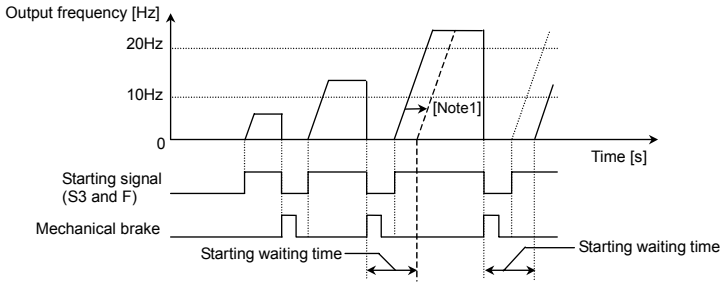 Output frequency [Hz]
20Hz
10Hz
[Note1]
0
Time [s]
Starting signal
(S3 and F)
Mechanical brake
Starting waiting time
Starting waiting time